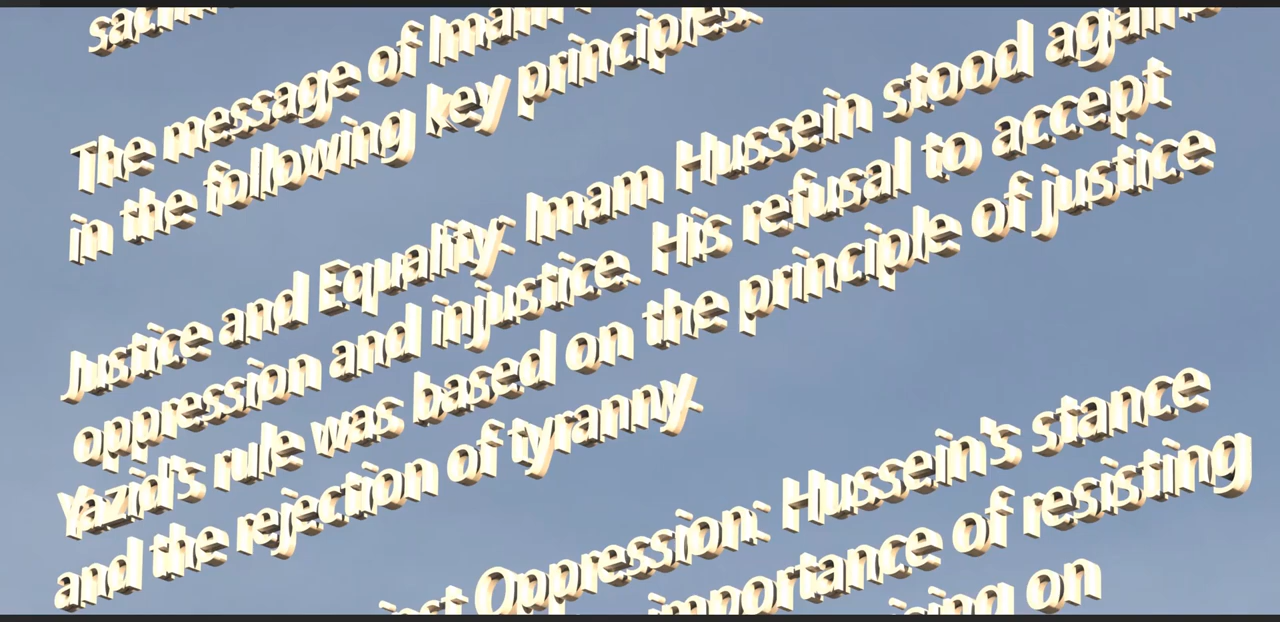 The message of Imam
in the following key principles:
Justice and Equality: Imam Hussein stood against
oppression and injustice. His refusal to accept
Yazid's rule was based on the principle of justice
and the rejection of tyranny.
Oppression: Hussein's stance
importance of resisting
on